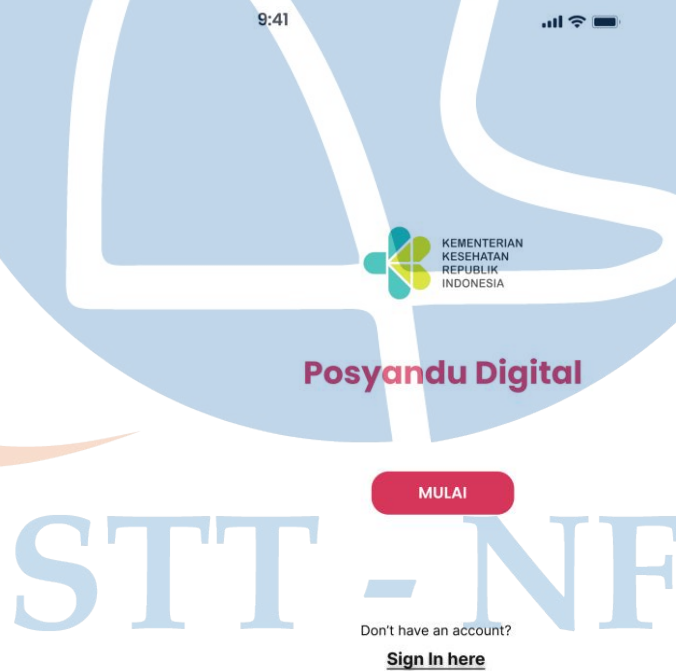 9:41
KEMENTERIAN
KESEHATAN
REPUBLIK
INDONESIA
Posyandu Digital
MULAI
STT - NF
Don't have an account?
Sign In here